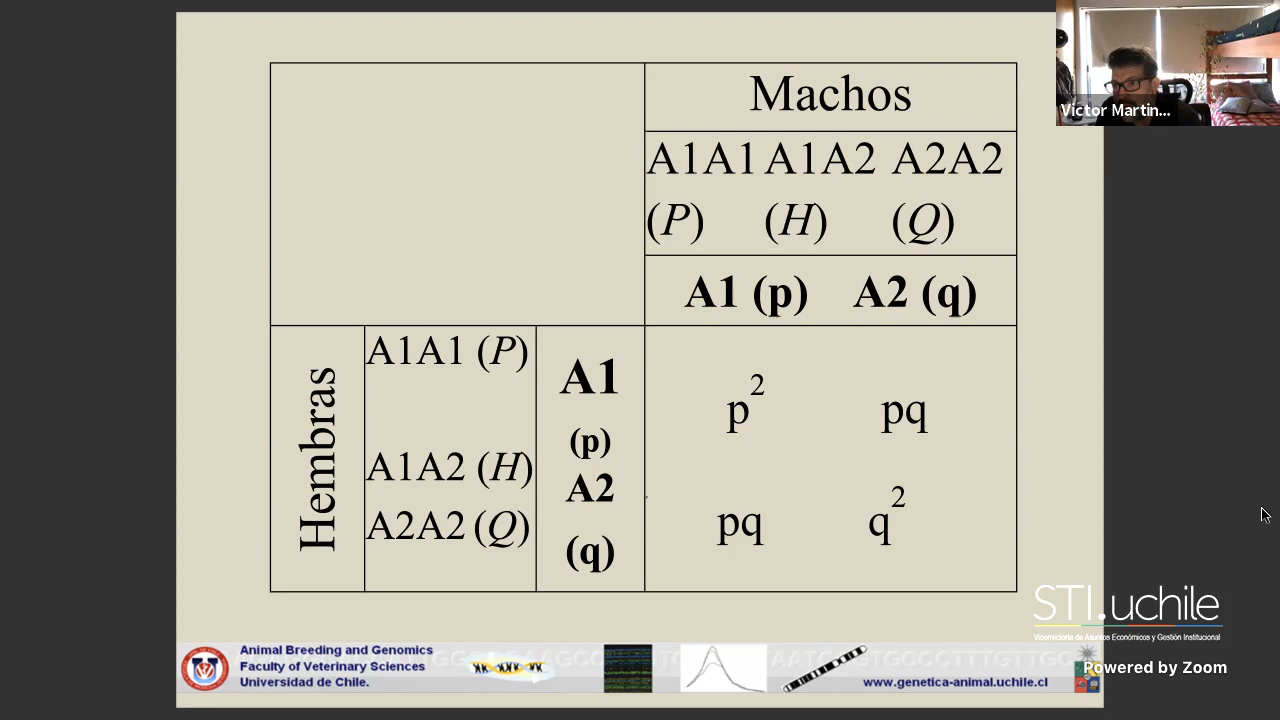 Machos
A1A1 A1A2 A2A2
(P) (H) (Q)
A1 (p) A2 (q)
Hembras
A1A1 (P)
A1A2 (H)
A2A2 (Q)
A1
(p)
A2
(q)
p² pq
pq q²
Victor Martin...
STI.uchile
Vicerrectoría de Asuntos Económicos y Gestión Institucional
Powered by Zoom
Animal Breeding and Genomics
Faculty of Veterinary Sciences
Universidad de Chile.
www.genetica-animal.uchile.cl